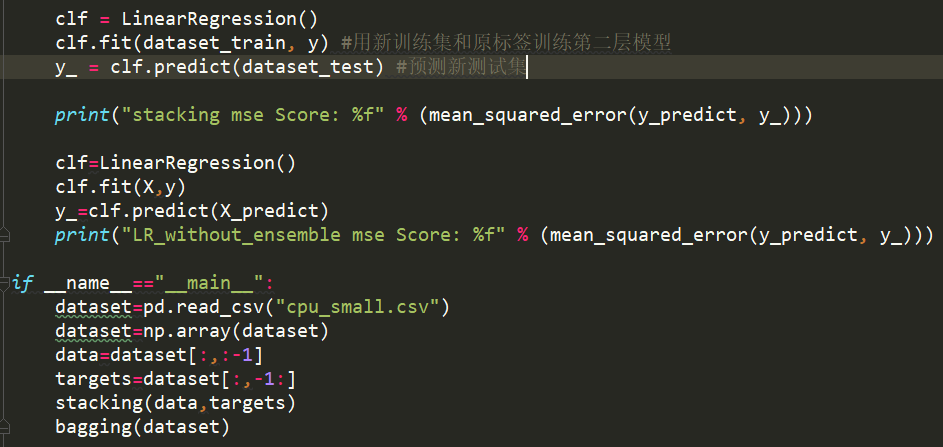 clf = LinearRegression()
clf.fit(dataset_train, y) #用新训练集和原标签训练第二层模型
y_ = clf.predict(dataset_test) #预测新测试集
print("stacking mse Score: %f" % (mean_squared_error(y_predict, y_)))
clf=LinearRegression()
clf.fit(X,y)
y_=clf.predict(X_predict)
print("LR_without_ensemble mse Score: %f" % (mean_squared_error(y_predict, y_)))
if __name__=="__main__":
dataset=pd.read_csv("cpu_small.csv")
dataset=np.array(dataset)
data=dataset[:,:-1]
targets=dataset[:,-1:]
stacking(data,targets)
bagging(dataset)